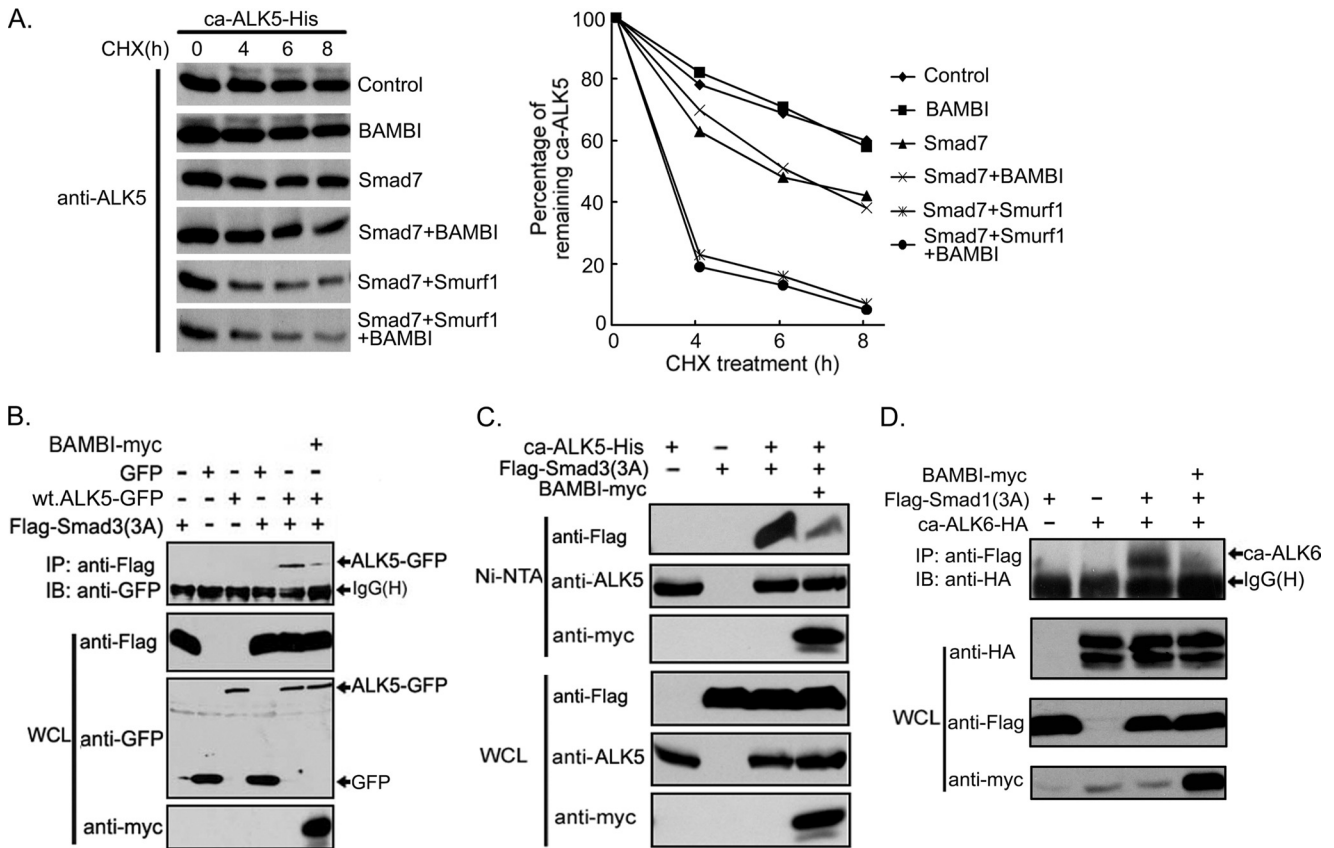 A.
ca-ALK5-His
CHX(h) 0 4 6 8
anti-ALK5
Control
BAMBI
Smad7
Smad7+BAMBI
Smad7+Smurf1
Smad7+Smurf1
+BAMBI
Percentage of
remaining ca-ALK5
100
80
60
40
20
0
0 4 6 8
CHX treatment (h)
Control
BAMBI
Smad7
Smad7+BAMBI
Smad7+Smurf1
Smad7+Smurf1
+BAMBI
B.
BAMBI-myc +
GFP - + - + - -
wt.ALK5-GFP - - + - + +
Flag-Smad3(3A) + - - + + +
IP: anti-Flag
IB: anti-GFP
ALK5-GFP
IgG(H)
WCL
anti-Flag
anti-GFP
ALK5-GFP
GFP
anti-myc
C.
ca-ALK5-His + - + +
Flag-Smad3(3A) - + + +
BAMBI-myc +
Ni-NTA
anti-Flag
anti-ALK5
anti-myc
WCL
anti-Flag
anti-ALK5
anti-myc
D.
BAMBI-myc +
Flag-Smad1(3A) + - + +
ca-ALK6-HA - + + +
IP: anti-Flag
IB: anti-HA
ca-ALK6
IgG(H)
WCL
anti-HA
anti-Flag
anti-myc